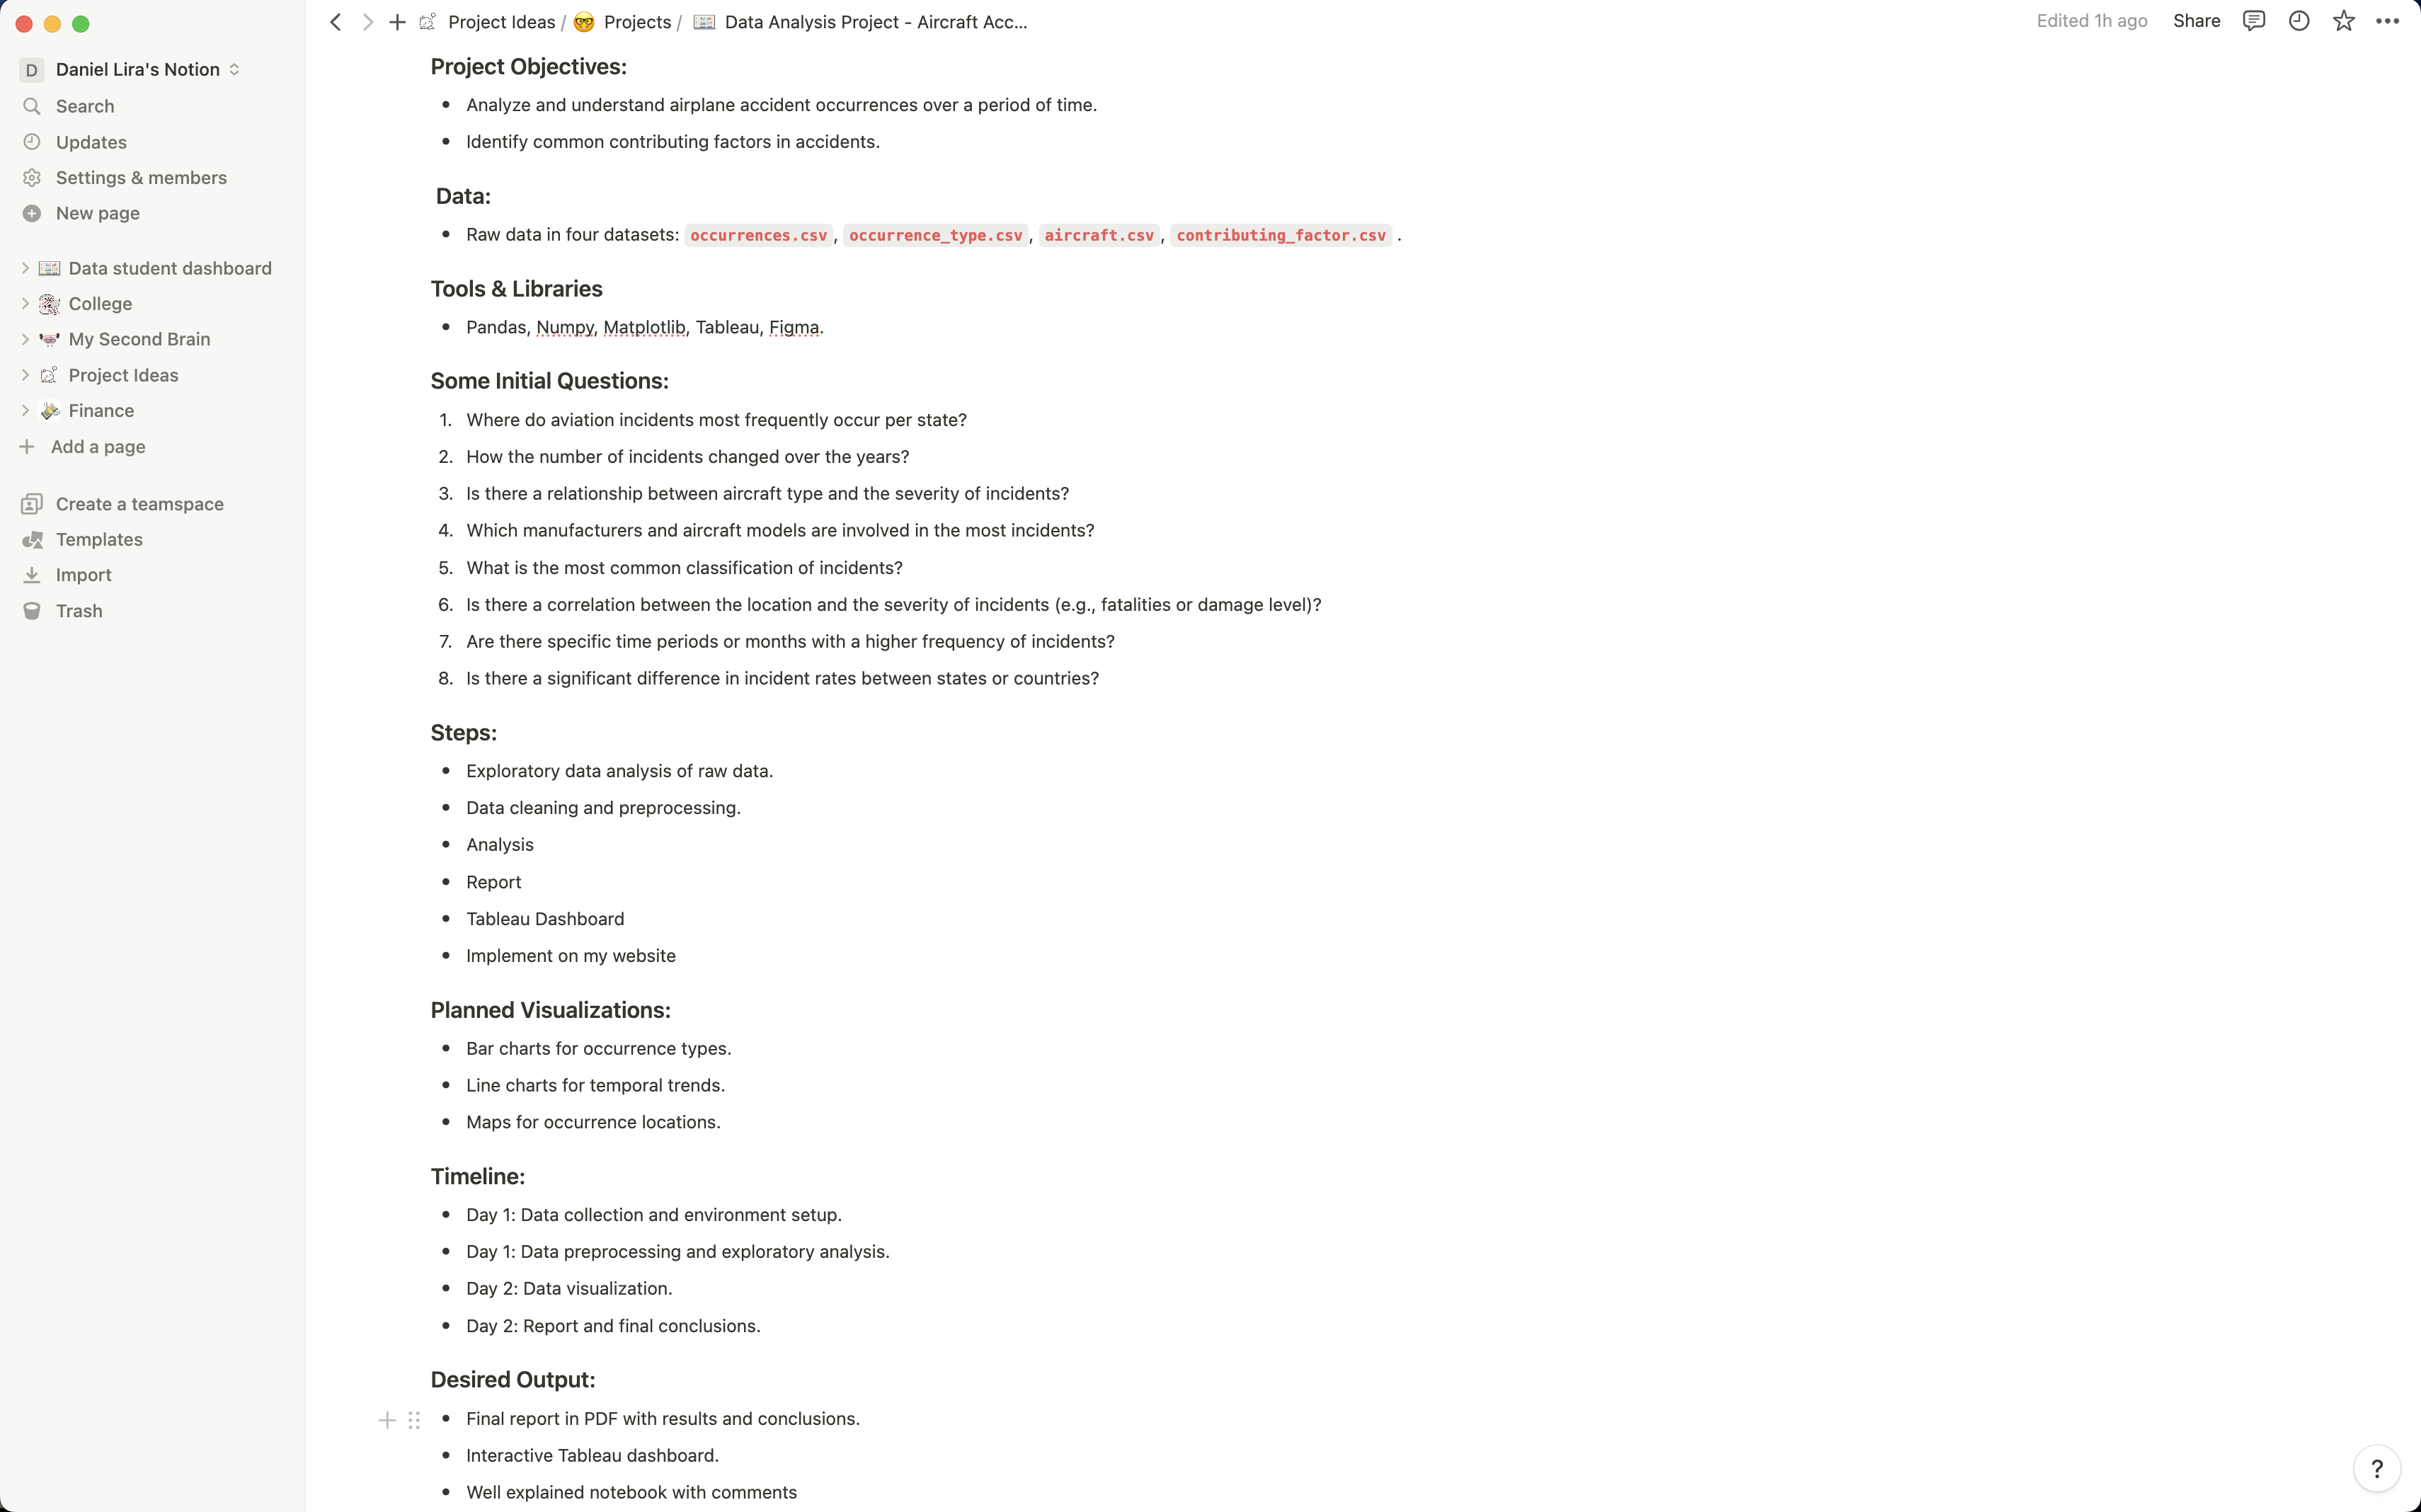 Project Ideas / Projects / Data Analysis Project - Aircraft Acc...
Edited 1h ago Share
D Daniel Lira's Notion
Search
Updates
Settings & members
New page
Data student dashboard
College
My Second Brain
Project Ideas
Finance
Add a page
Create a teamspace
Templates
Import
Trash
Project Objectives:
• Analyze and understand airplane accident occurrences over a period of time.
• Identify common contributing factors in accidents.
Data:
• Raw data in four datasets: occurrences.csv, occurrence_type.csv, aircraft.csv, contributing_factor.csv .
Tools & Libraries
• Pandas, Numpy, Matplotlib, Tableau, Figma.
Some Initial Questions:
1. Where do aviation incidents most frequently occur per state?
2. How the number of incidents changed over the years?
3. Is there a relationship between aircraft type and the severity of incidents?
4. Which manufacturers and aircraft models are involved in the most incidents?
5. What is the most common classification of incidents?
6. Is there a correlation between the location and the severity of incidents (e.g., fatalities or damage level)?
7. Are there specific time periods or months with a higher frequency of incidents?
8. Is there a significant difference in incident rates between states or countries?
Steps:
• Exploratory data analysis of raw data.
• Data cleaning and preprocessing.
• Analysis
• Report
• Tableau Dashboard
• Implement on my website
Planned Visualizations:
• Bar charts for occurrence types.
• Line charts for temporal trends.
• Maps for occurrence locations.
Timeline:
• Day 1: Data collection and environment setup.
• Day 1: Data preprocessing and exploratory analysis.
• Day 2: Data visualization.
• Day 2: Report and final conclusions.
Desired Output:
• Final report in PDF with results and conclusions.
• Interactive Tableau dashboard.
• Well explained notebook with comments
?